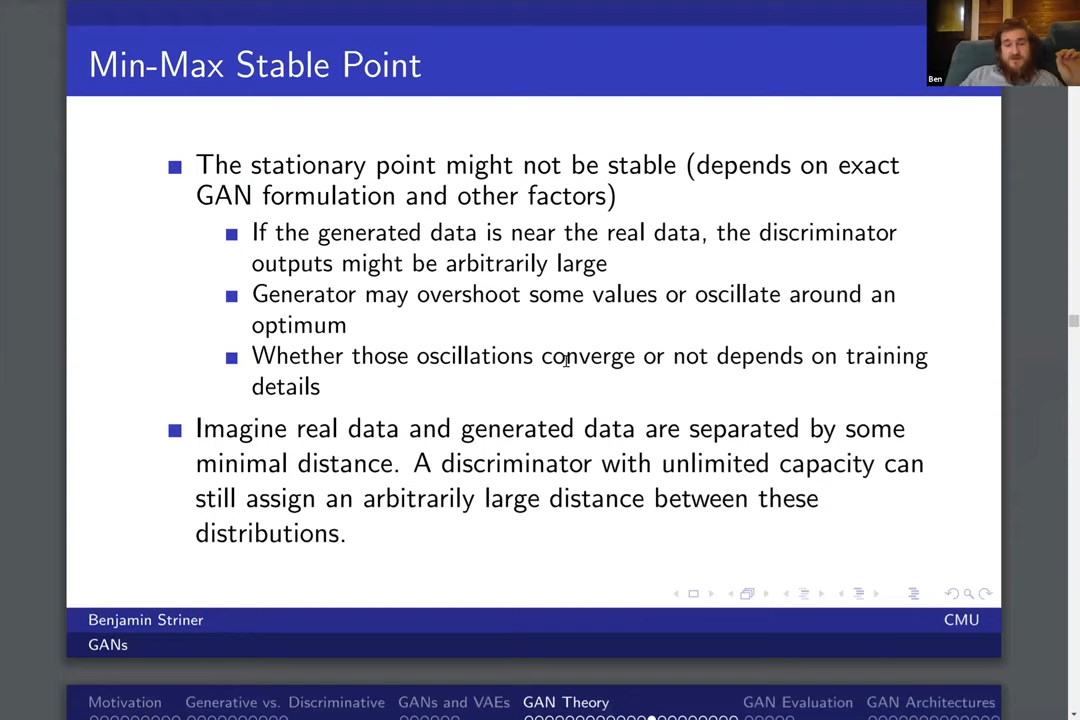 Min-Max Stable Point
Ben
The stationary point might not be stable (depends on exact
GAN formulation and other factors)
If the generated data is near the real data, the discriminator
outputs might be arbitrarily large
Generator may overshoot some values or oscillate around an
optimum
Whether those oscillations converge or not depends on training
details
Imagine real data and generated data are separated by some
minimal distance. A discriminator with unlimited capacity can
still assign an arbitrarily large distance between these
distributions.
Benjamin Striner CMU
GANs
Motivation Generative vs. Discriminative GANs and VAEs GAN Theory GAN Evaluation GAN Architectures